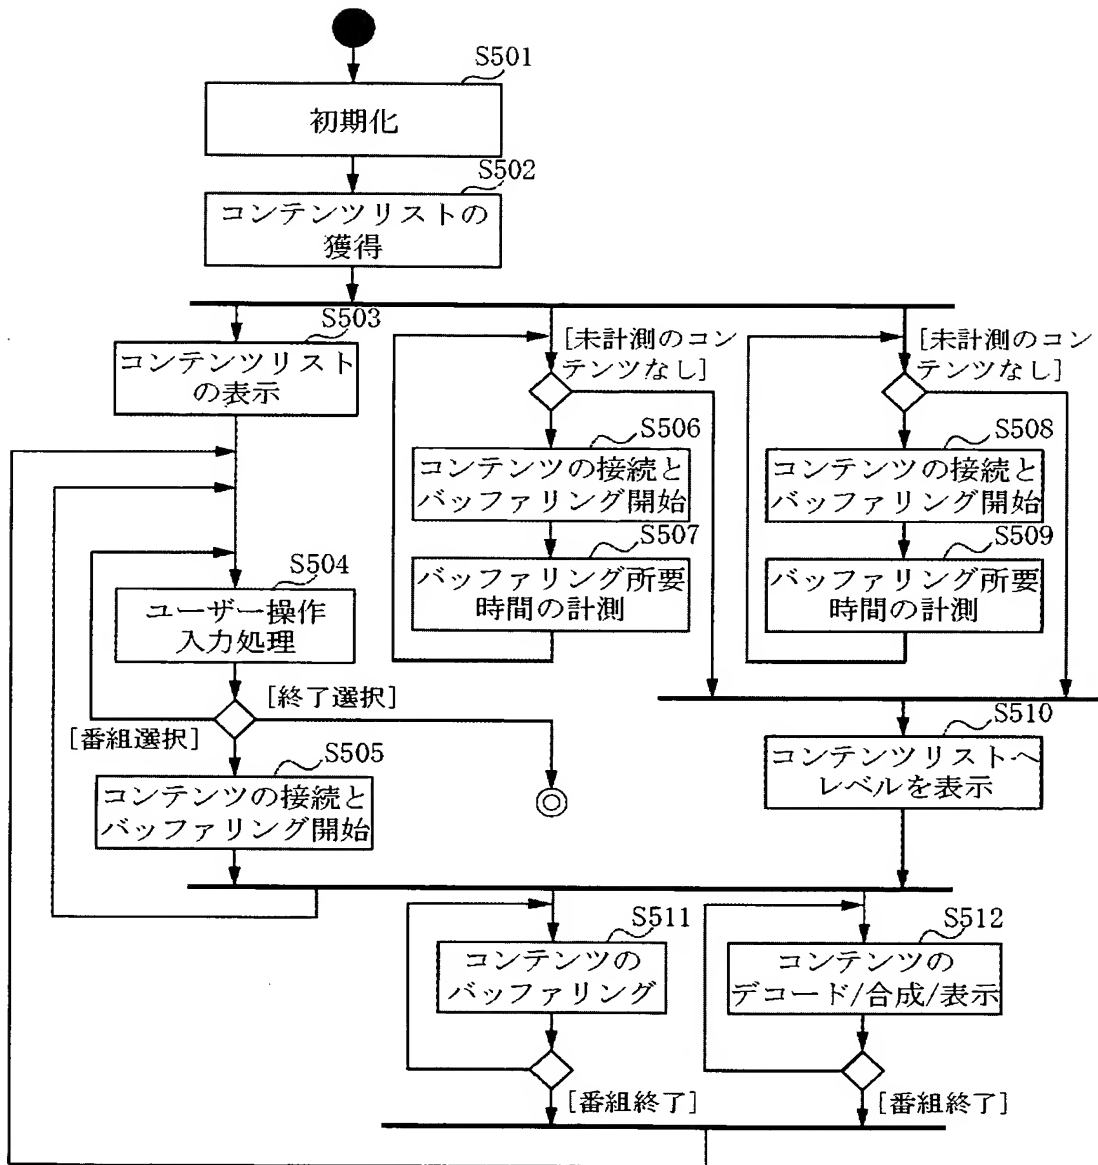 S501
初期化
S502
コンテンツリストの
獲得
S503
コンテンツリスト
の表示
[未計測のコン
テンツなし]
[未計測のコン
テンツなし]
S506
コンテンツの接続と
バッファリング開始
S508
コンテンツの接続と
バッファリング開始
S507
バッファリング所要
時間の計測
S509
バッファリング所要
時間の計測
S504
ユーザー操作
入力処理
[終了選択]
[番組選択]
S505
コンテンツの接続と
バッファリング開始
S510
コンテンツリストへ
レベルを表示
S511
コンテンツの
バッファリング
S512
コンテンツの
デコード/合成/表示
[番組終了]
[番組終了]